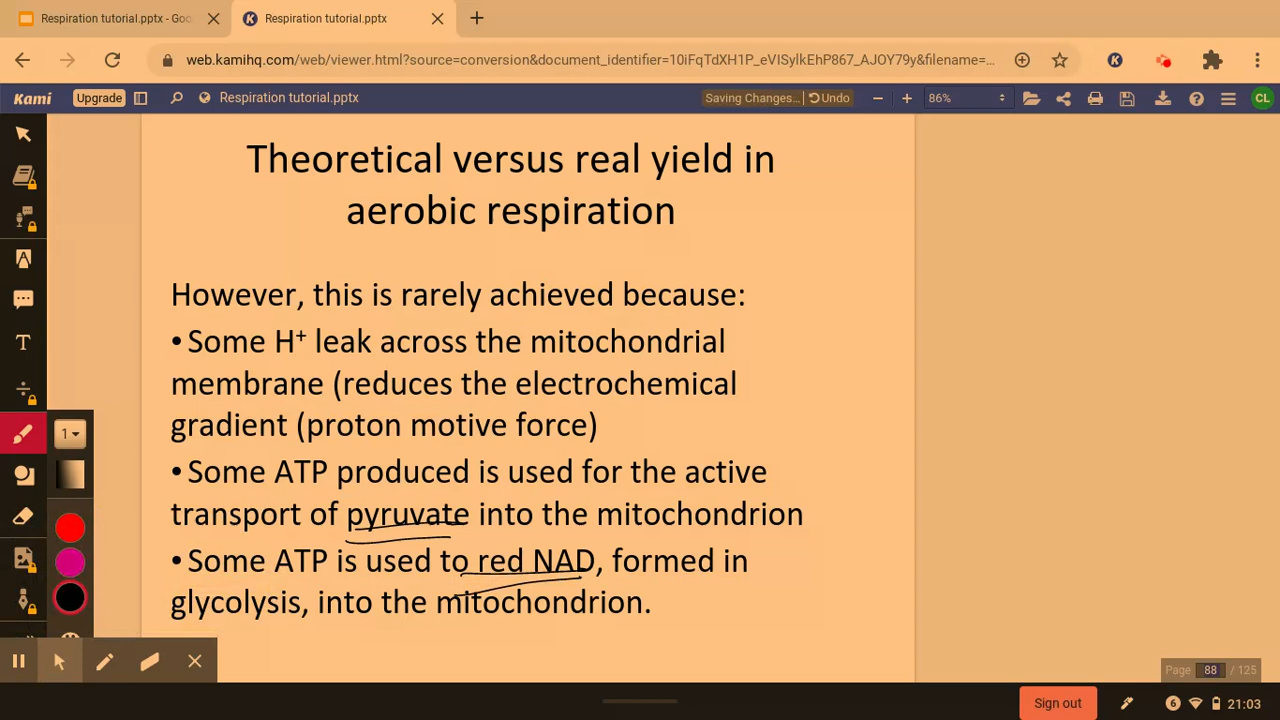 Respiration tutorial.pptx - Goo
Respiration tutorial.pptx
web.kamihq.com/web/viewer.html?source=conversion&document_identifier=10iFqTdXH1P_eVISylkEhP867_AJOY79y&filename=...
Kami Upgrade Respiration tutorial.pptx Saving Changes... Undo 86% CL
Theoretical versus real yield in
aerobic respiration
However, this is rarely achieved because:
• Some H⁺ leak across the mitochondrial
membrane (reduces the electrochemical
gradient (proton motive force)
• Some ATP produced is used for the active
transport of pyruvate into the mitochondrion
• Some ATP is used to red NAD, formed in
glycolysis, into the mitochondrion.
1
Page 88 / 125
Sign out 6 21:03